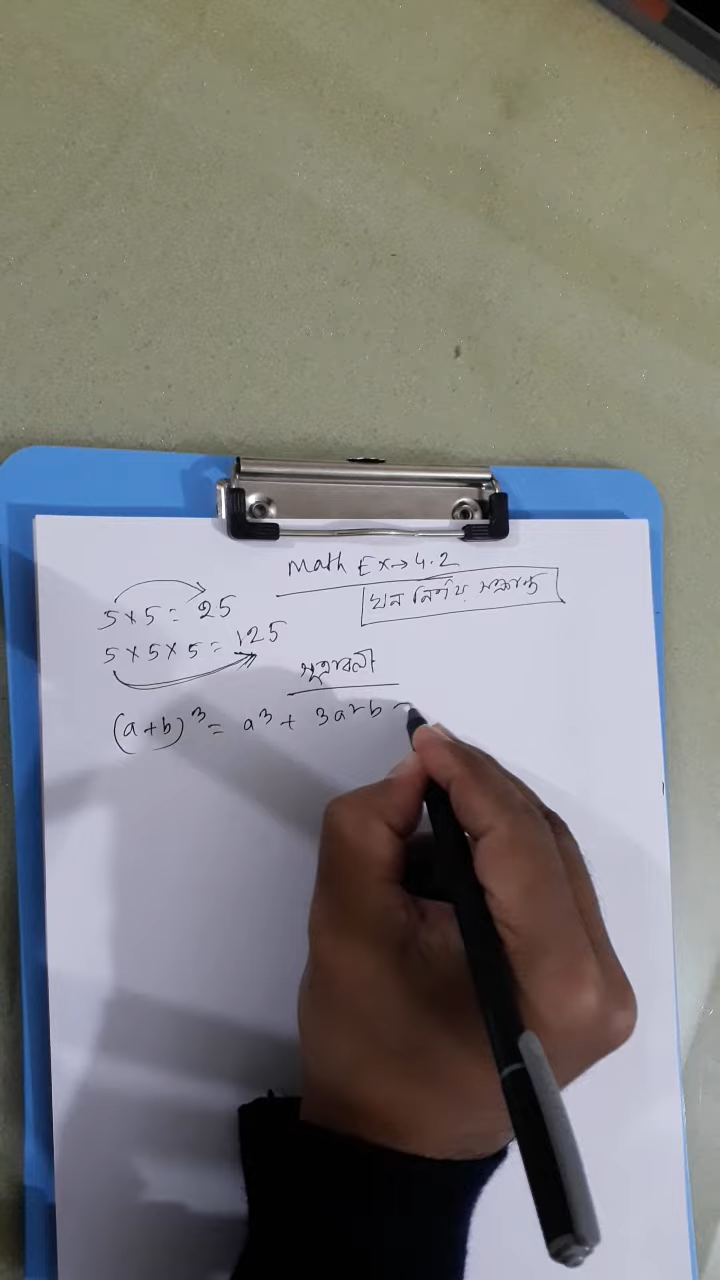 Math Ex→4.2
ঘন নির্ণয় সংক্রান্ত
5×5=25
5×5×5=125
সূত্রাবলী
(a+b)³= a³+ 3a²b